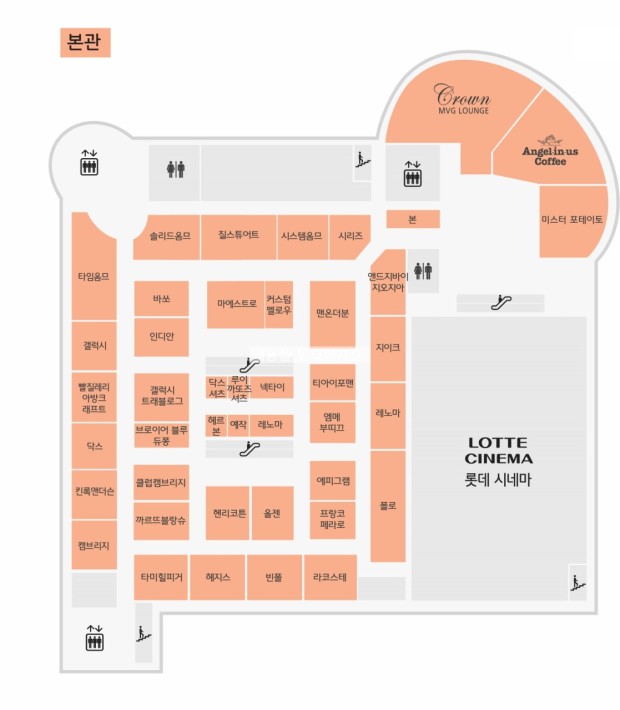 본관
Crown
MVG LOUNGE
Angel-in-us
Coffee
미스터 포테이토
본
솔리드옴므
질스튜어트
시스템옴므
시리즈
타임옴므
앤드지바이
지오지아
바쏘
마에스트로
커스텀
멜로우
맨온더분
인디안
갤럭시
지이크
빨질레리
아방크
래프트
갤럭시
트래블로그
닥스
셔츠
루이
까또즈
셔츠
넥타이
티아이포맨
엠메
부띠끄
레노마
헤르
본
예작
레노마
브로이어 블루
듀퐁
닥스
LOTTE
CINEMA
롯데 시네마
킨록앤더슨
클럽캠브리지
에피그램
폴로
까르뜨블랑슈
헨리코튼
올젠
프랑코
페라로
캠브리지
타미힐피거
헤지스
빈폴
라코스테